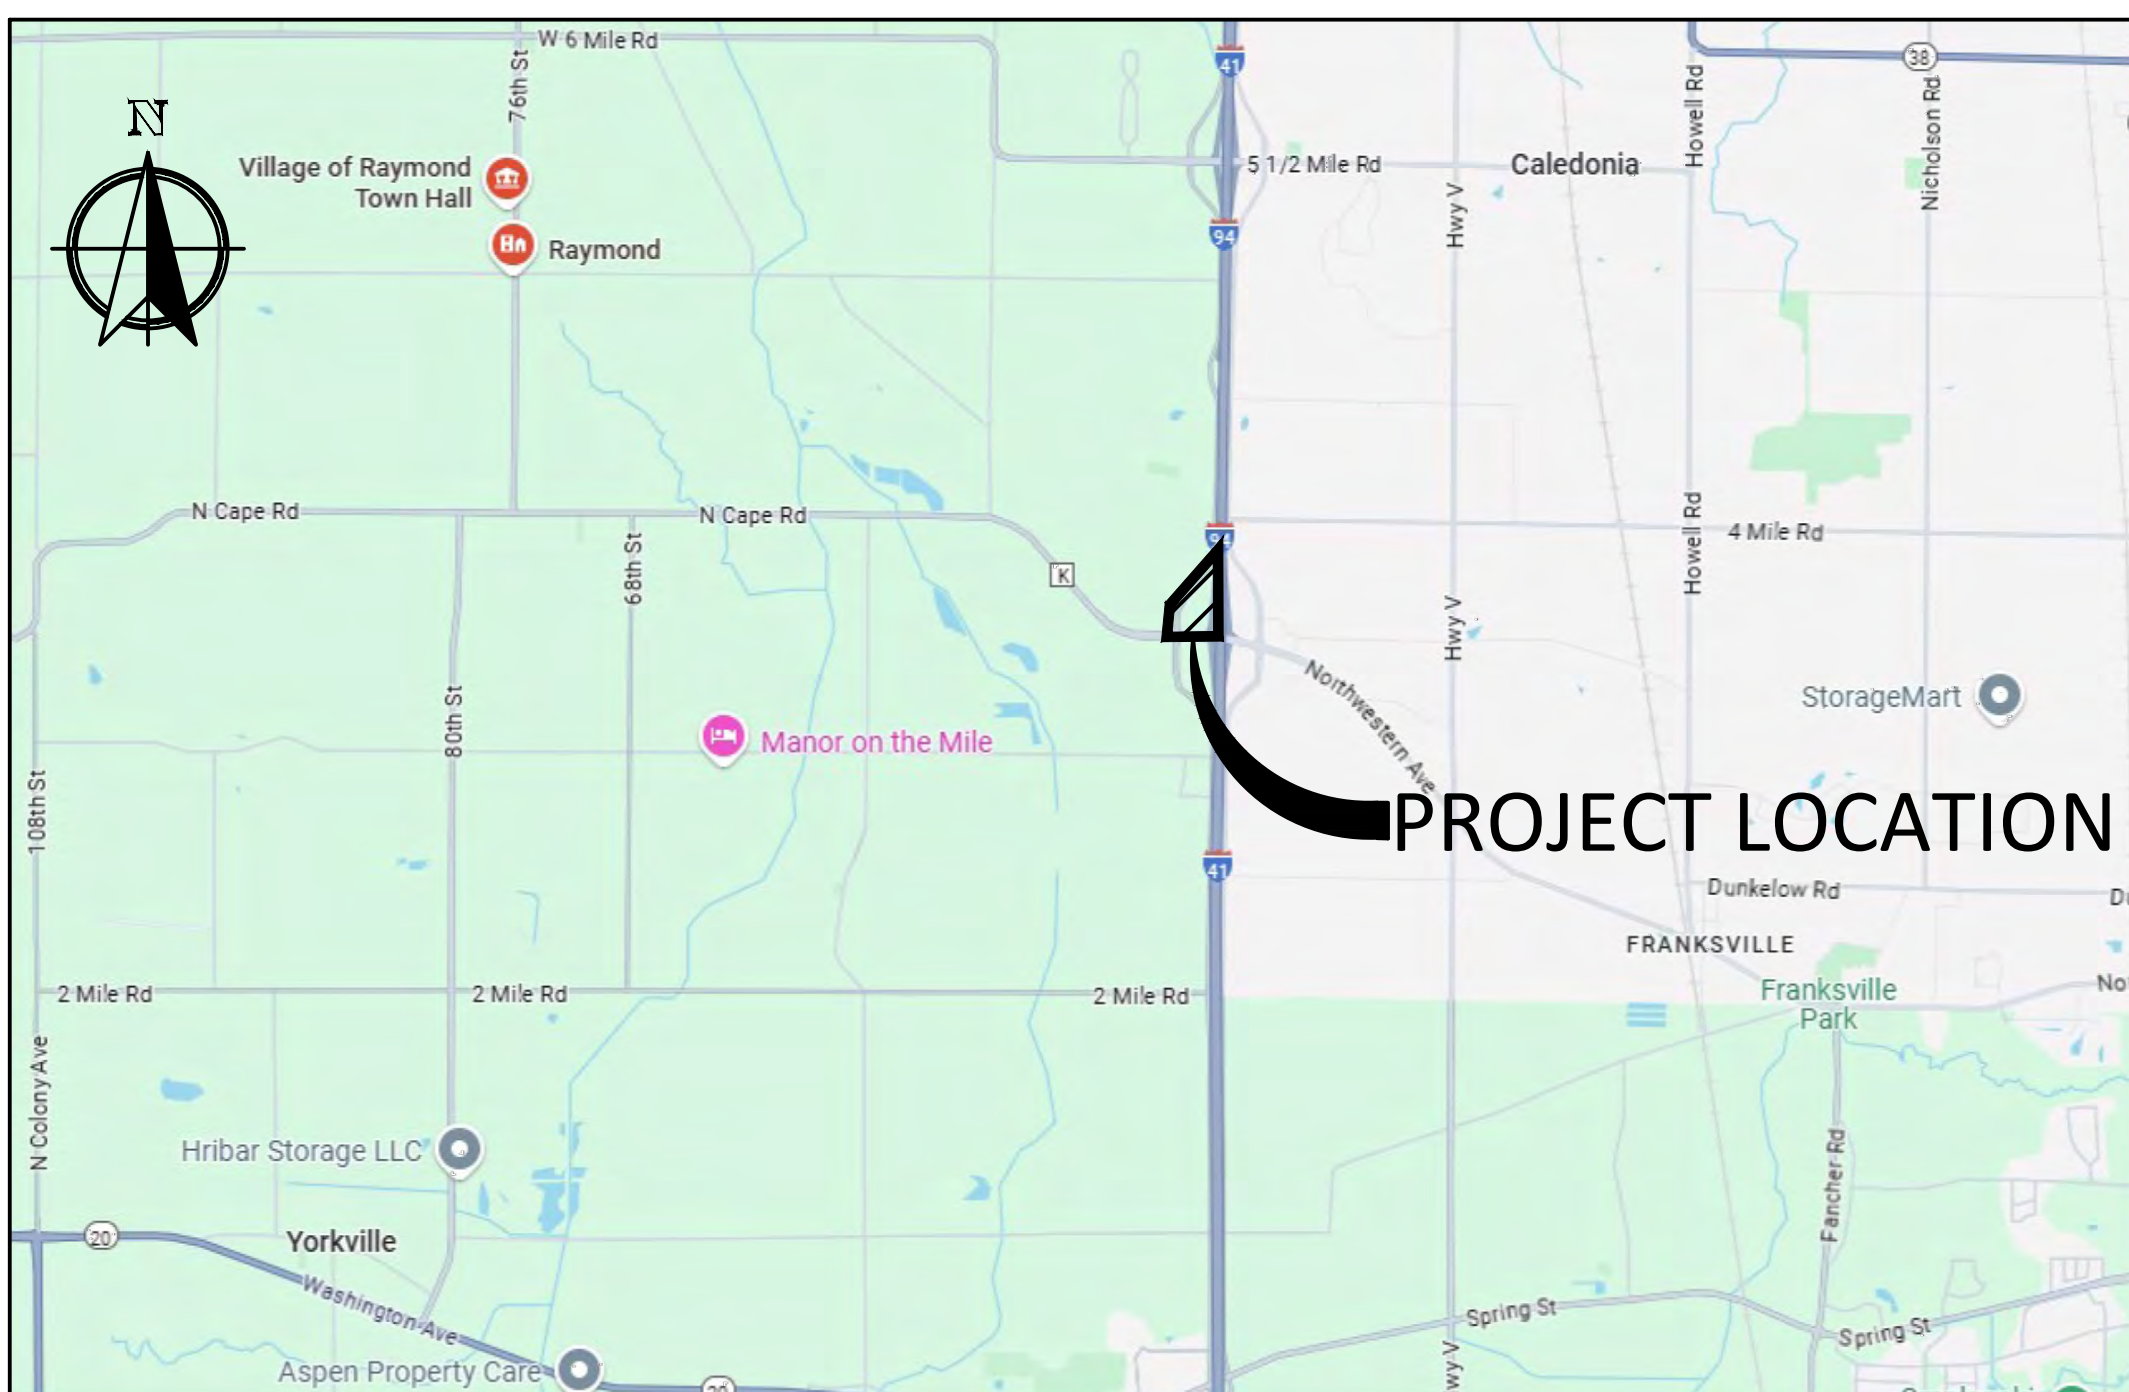 W 6 Mile Rd
41
38
N
76th St
Howell Rd
Nicholson Rd
Village of Raymond
Town Hall
5 1/2 Mile Rd
Caledonia
Hwy V
94
Raymond
N Cape Rd
N Cape Rd
94
4 Mile Rd
Howell Rd
68th St
K
Hwy V
Northwestern Ave
StorageMart
80th St
Manor on the Mile
108th St
PROJECT LOCATION
41
Dunkelow Rd
Du
FRANKSVILLE
2 Mile Rd
2 Mile Rd
2 Mile Rd
Franksville
Park
No
N Colony Ave
Hribar Storage LLC
Fancher Rd
20
Yorkville
Washington Ave
Spring St
Spring St
Aspen Property Care
wy V
20